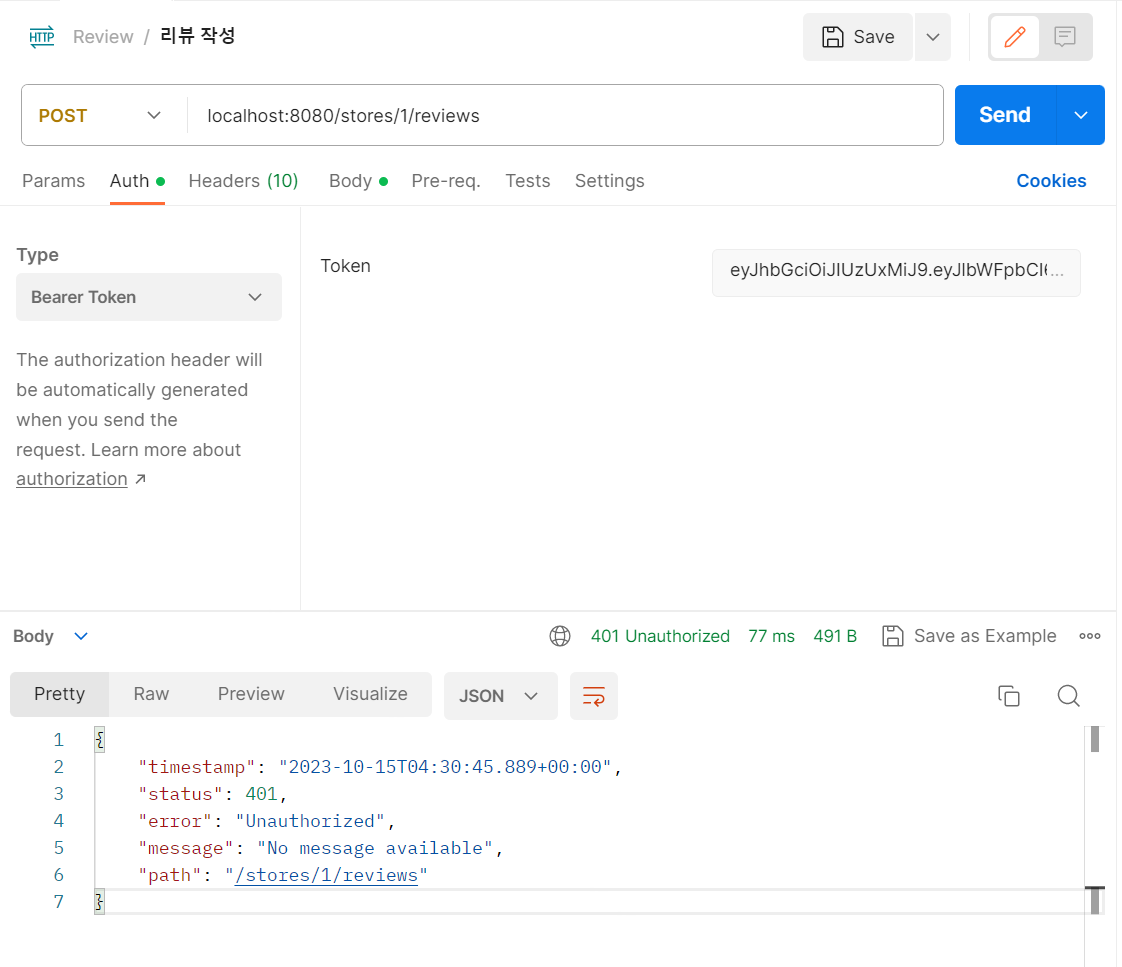 HTTP Review / 리뷰 작성 Save
POST localhost:8080/stores/1/reviews Send
Params Auth Headers (10) Body Pre-req. Tests Settings Cookies
Type
Bearer Token
The authorization header will
be automatically generated
when you send the
request. Learn more about
authorization ↗
Token eyJhbGciOiJIUzUxMiJ9.eyJlbWFpbCI6...
Body 401 Unauthorized 77 ms 491 B Save as Example
Pretty Raw Preview Visualize JSON
1 {
2 "timestamp": "2023-10-15T04:30:45.889+00:00",
3 "status": 401,
4 "error": "Unauthorized",
5 "message": "No message available",
6 "path": "/stores/1/reviews"
7 }